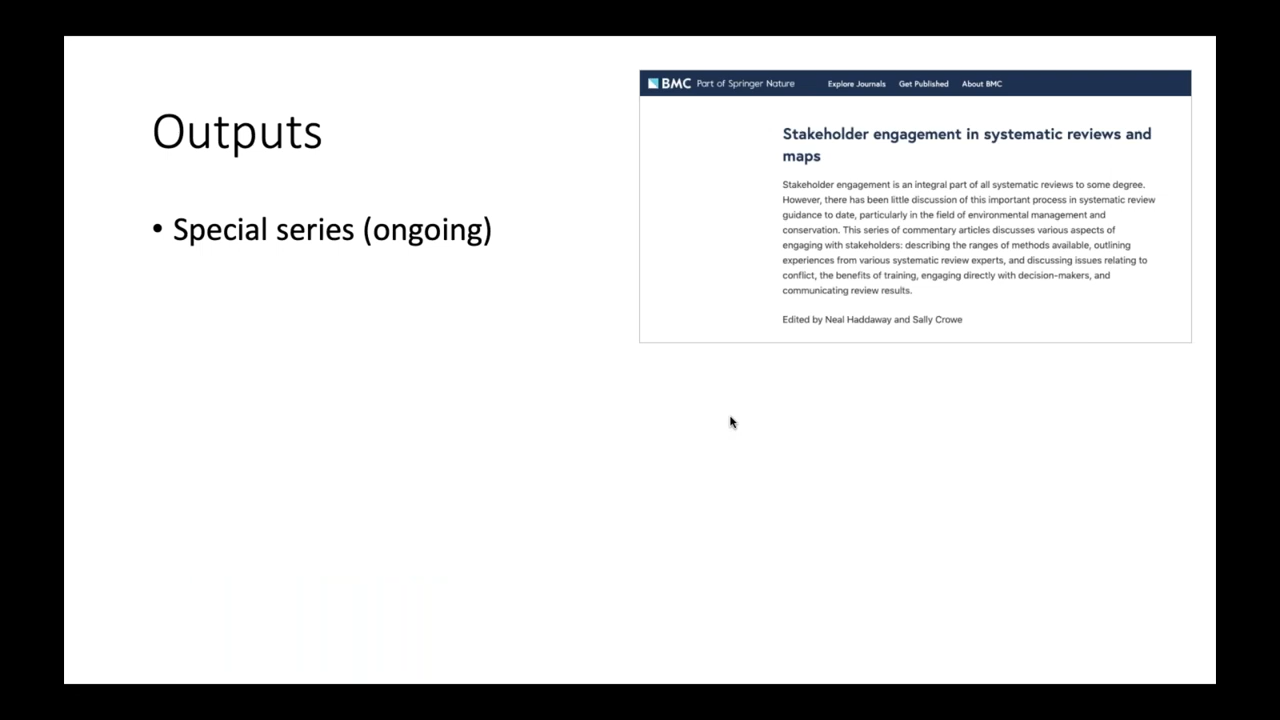 Outputs
• Special series (ongoing)
BMC Part of Springer Nature Explore Journals Get Published About BMC
Stakeholder engagement in systematic reviews and
maps
Stakeholder engagement is an integral part of all systematic reviews to some degree.
However, there has been little discussion of this important process in systematic review
guidance to date, particularly in the field of environmental management and
conservation. This series of commentary articles discusses various aspects of
engaging with stakeholders: describing the ranges of methods available, outlining
experiences from various systematic review experts, and discussing issues relating to
conflict, the benefits of training, engaging directly with decision-makers, and
communicating review results.
Edited by Neal Haddaway and Sally Crowe